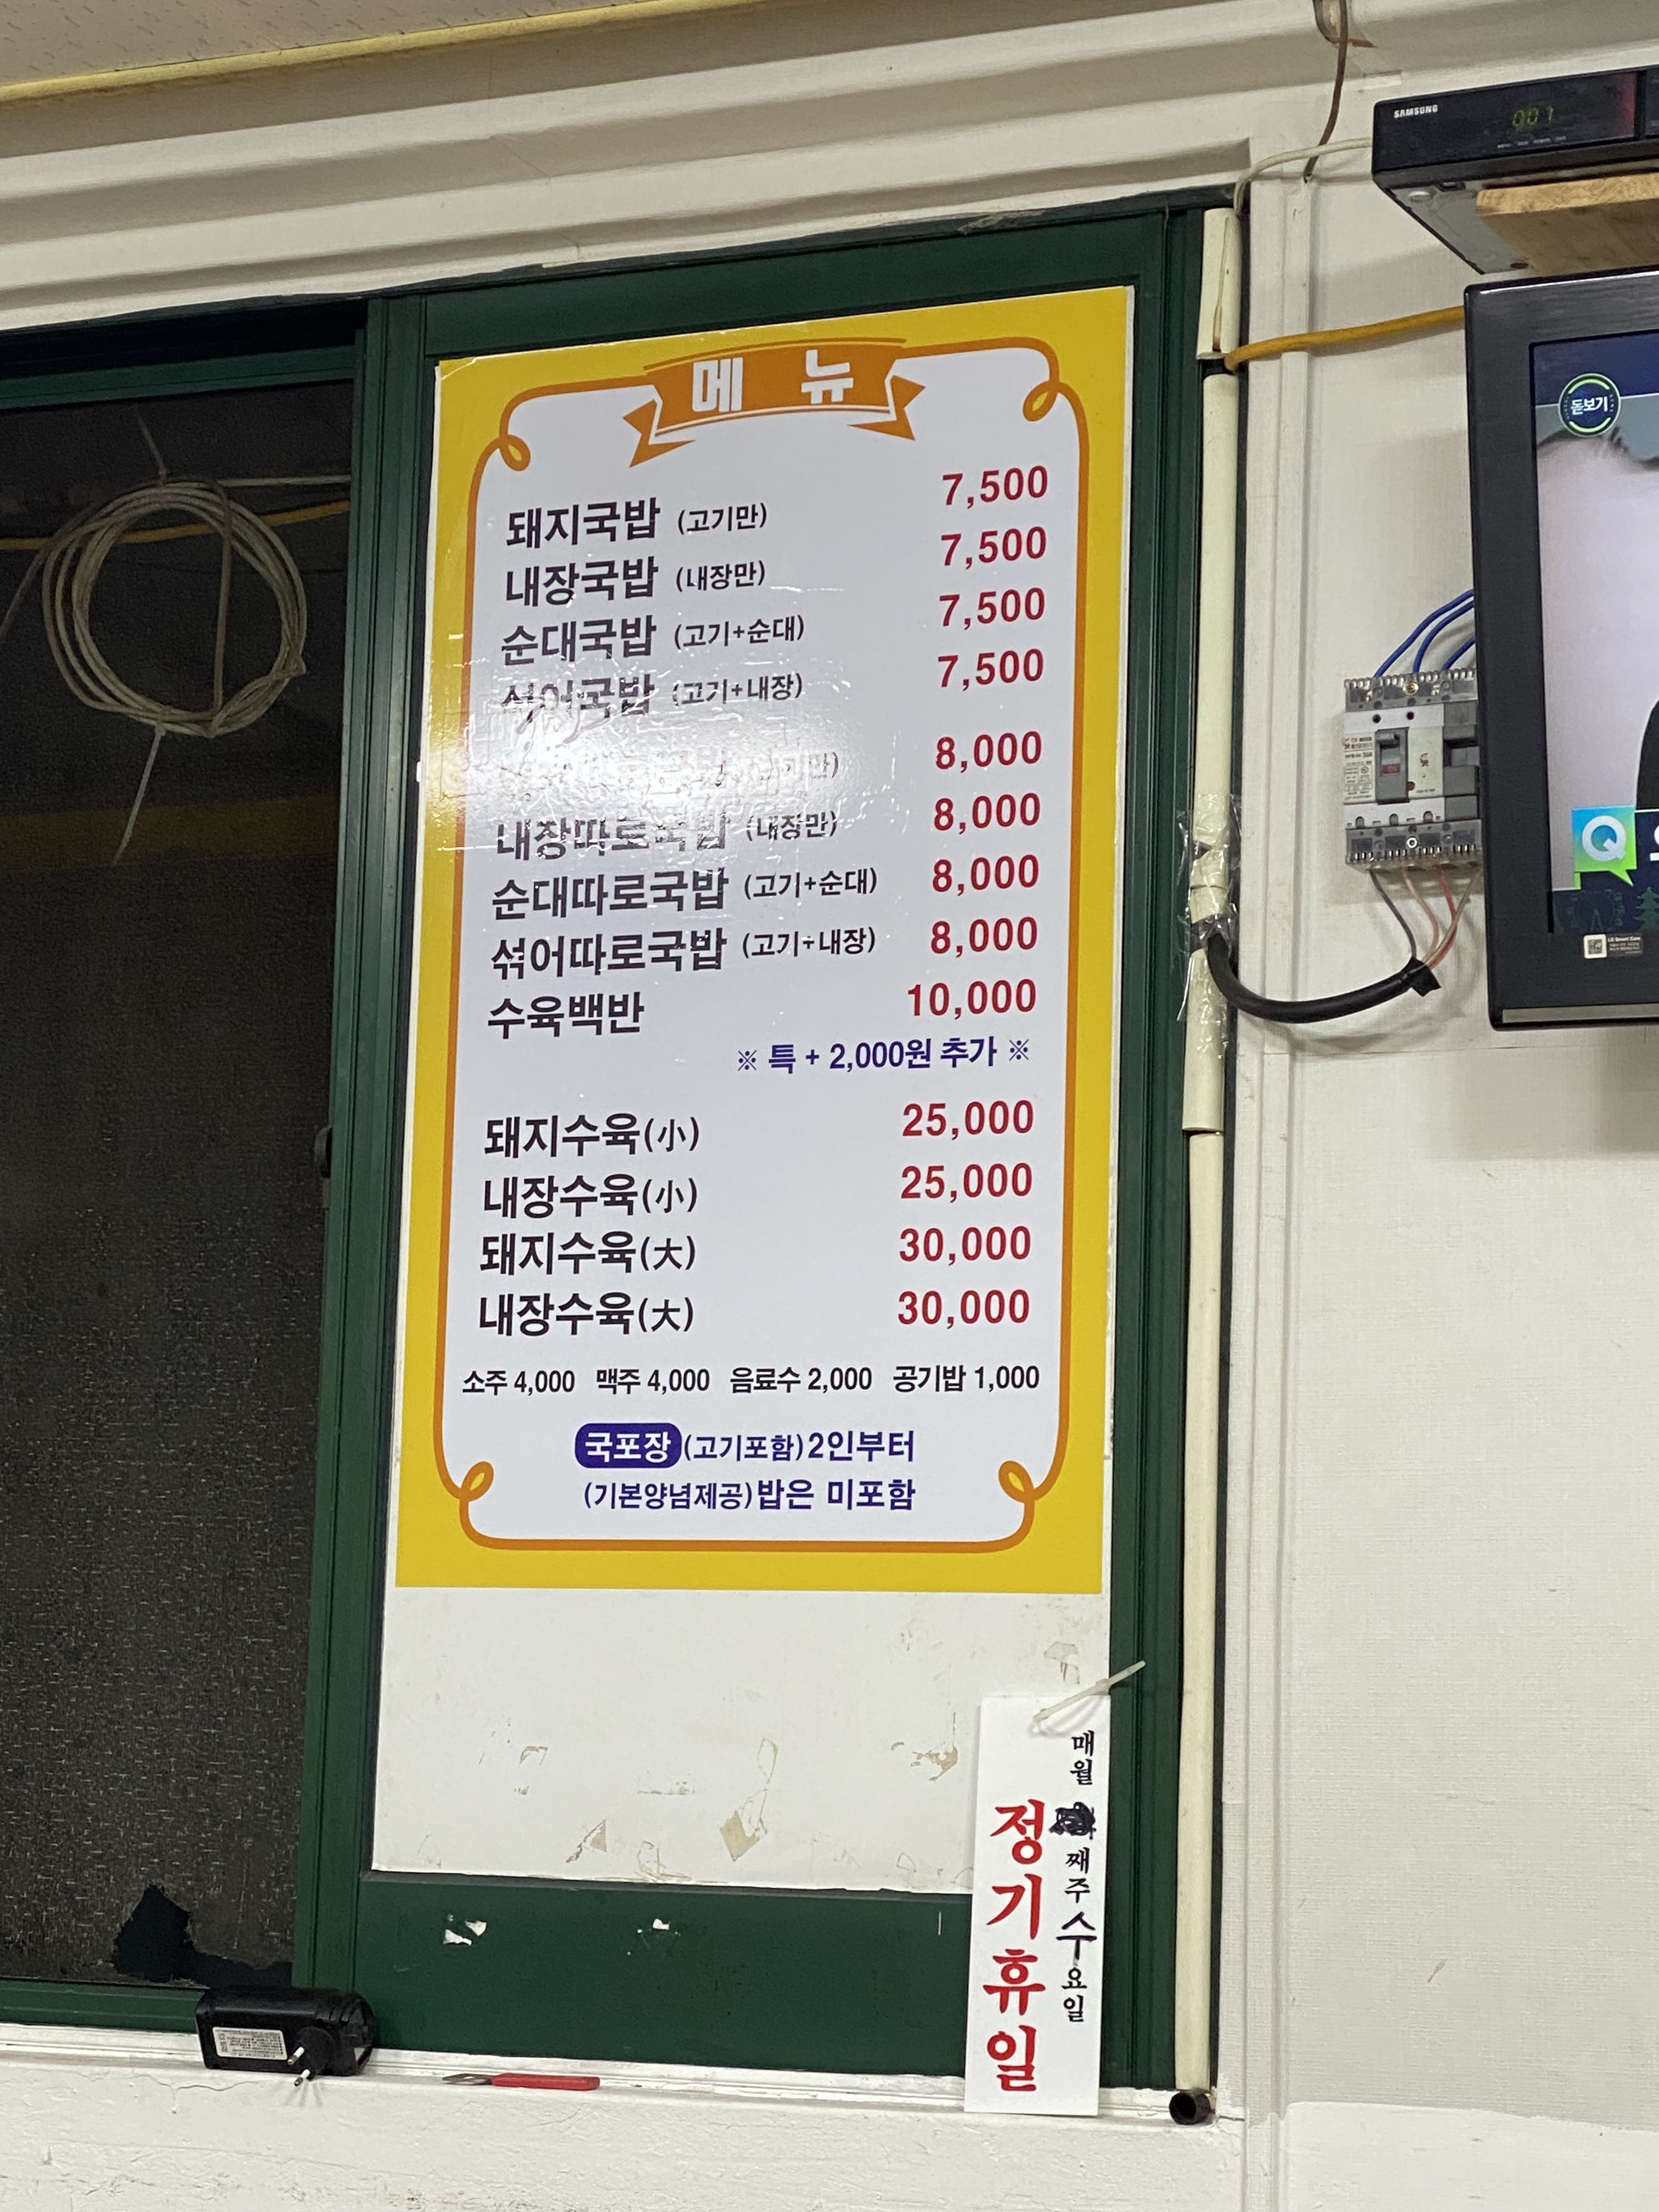 메 뉴
돼지국밥 (고기만) 7,500
내장국밥 (내장만) 7,500
순대국밥 (고기+순대) 7,500
섞어국밥 (고기+내장) 7,500
8,000
내장따로국밥 (내장만) 8,000
순대따로국밥 (고기+순대) 8,000
섞어따로국밥 (고기+내장) 8,000
수육백반 10,000
※ 특 + 2,000원 추가 ※
돼지수육(小) 25,000
내장수육(小) 25,000
돼지수육(大) 30,000
내장수육(大) 30,000
소주 4,000 맥주 4,000 음료수 2,000 공기밥 1,000
국포장 (고기포함) 2인부터
(기본양념제공) 밥은 미포함
매월 째주 수요일
정기휴일
SAMSUNG
001
돋보기
Q